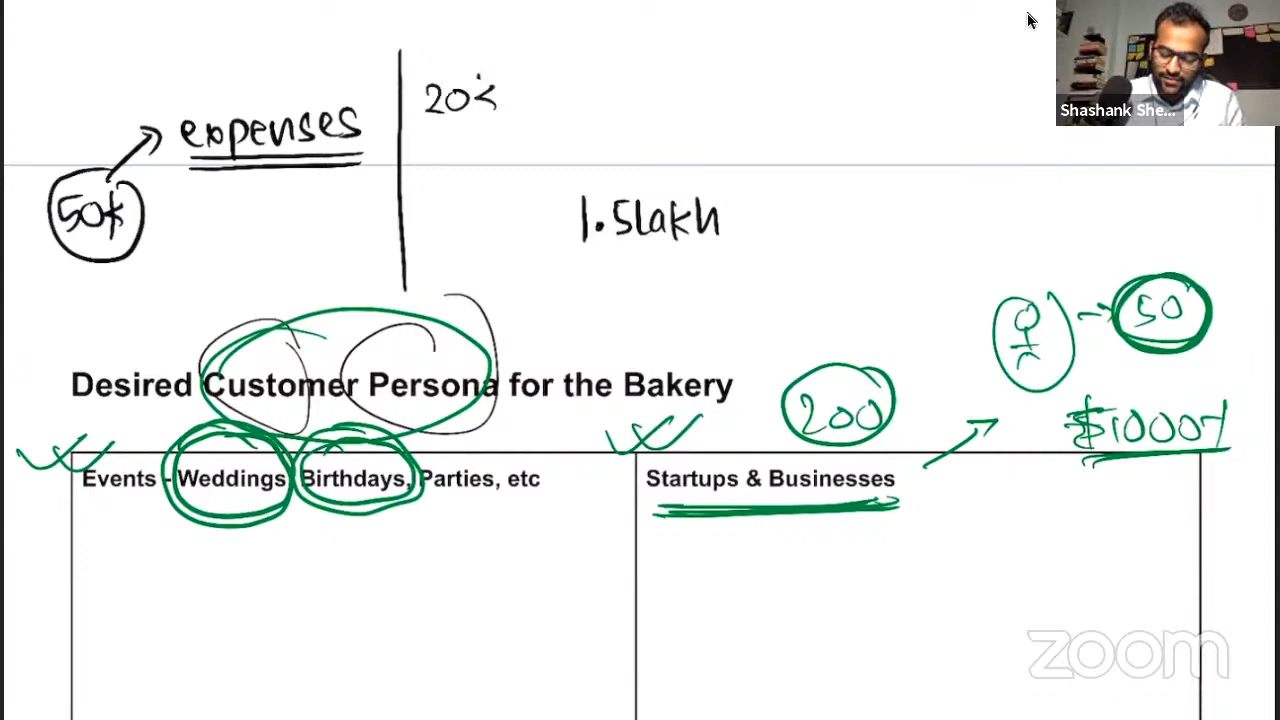 20k
expenses
50k
1.5lakh
Shashank She...
50
200
$1000/
Desired Customer Persona for the Bakery
Events - Weddings, Birthdays, Parties, etc
Startups & Businesses
zoom